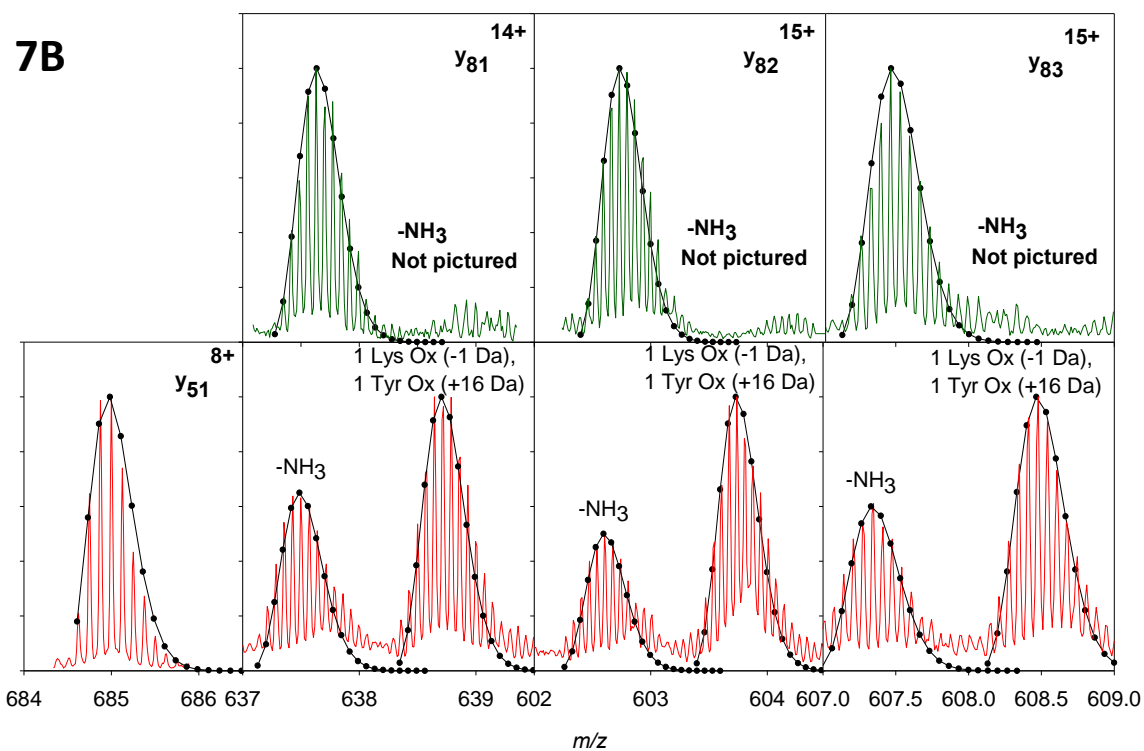 7B
14+
y81
-NH3
Not pictured
15+
y82
-NH3
Not pictured
15+
y83
-NH3
Not pictured
8+
y51
1 Lys Ox (-1 Da),
1 Tyr Ox (+16 Da)
-NH3
1 Lys Ox (-1 Da),
1 Tyr Ox (+16 Da)
-NH3
1 Lys Ox (-1 Da),
1 Tyr Ox (+16 Da)
-NH3
684 685 686 637 638 639 602 603 604 607.0 607.5 608.0 608.5 609.0
m/z